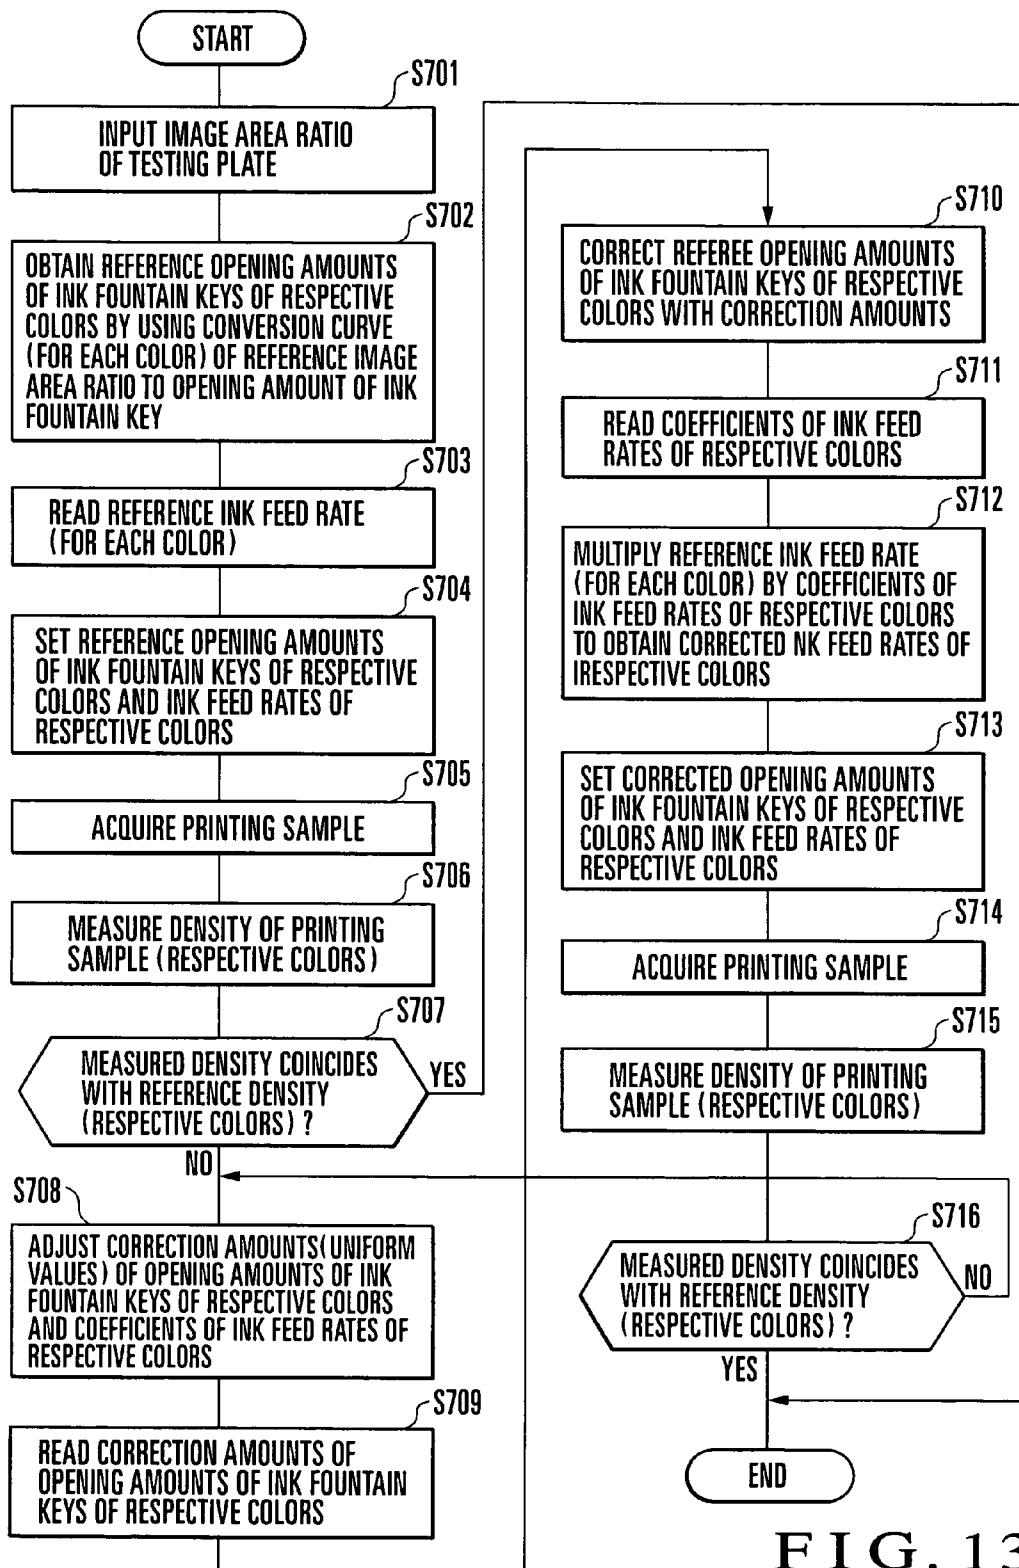 START
S701
INPUT IMAGE AREA RATIO
OF TESTING PLATE
S702
OBTAIN REFERENCE OPENING AMOUNTS
OF INK FOUNTAIN KEYS OF RESPECTIVE
COLORS BY USING CONVERSION CURVE
(FOR EACH COLOR) OF REFERENCE IMAGE
AREA RATIO TO OPENING AMOUNT OF INK
FOUNTAIN KEY
S703
READ REFERENCE INK FEED RATE
(FOR EACH COLOR)
S704
SET REFERENCE OPENING AMOUNTS
OF INK FOUNTAIN KEYS OF RESPECTIVE
COLORS AND INK FEED RATES OF
RESPECTIVE COLORS
S705
ACQUIRE PRINTING SAMPLE
S706
MEASURE DENSITY OF PRINTING
SAMPLE (RESPECTIVE COLORS)
S707
MEASURED DENSITY COINCIDES
WITH REFERENCE DENSITY
(RESPECTIVE COLORS) ?
YES
NO
S708
ADJUST CORRECTION AMOUNTS (UNIFORM
VALUES) OF OPENING AMOUNTS OF INK
FOUNTAIN KEYS OF RESPECTIVE COLORS
AND COEFFICIENTS OF INK FEED RATES OF
RESPECTIVE COLORS
S709
READ CORRECTION AMOUNTS OF
OPENING AMOUNTS OF INK FOUNTAIN
KEYS OF RESPECTIVE COLORS
S710
CORRECT REFEREE OPENING AMOUNTS
OF INK FOUNTAIN KEYS OF RESPECTIVE
COLORS WITH CORRECTION AMOUNTS
S711
READ COEFFICIENTS OF INK FEED
RATES OF RESPECTIVE COLORS
S712
MULTIPLY REFERENCE INK FEED RATE
(FOR EACH COLOR) BY COEFFICIENTS OF
INK FEED RATES OF RESPECTIVE COLORS
TO OBTAIN CORRECTED NK FEED RATES OF
IRESPECTIVE COLORS
S713
SET CORRECTED OPENING AMOUNTS
OF INK FOUNTAIN KEYS OF RESPECTIVE
COLORS AND INK FEED RATES OF
RESPECTIVE COLORS
S714
ACQUIRE PRINTING SAMPLE
S715
MEASURE DENSITY OF PRINTING
SAMPLE (RESPECTIVE COLORS)
S716
MEASURED DENSITY COINCIDES
WITH REFERENCE DENSITY
(RESPECTIVE COLORS) ?
NO
YES
END
FIG. 13